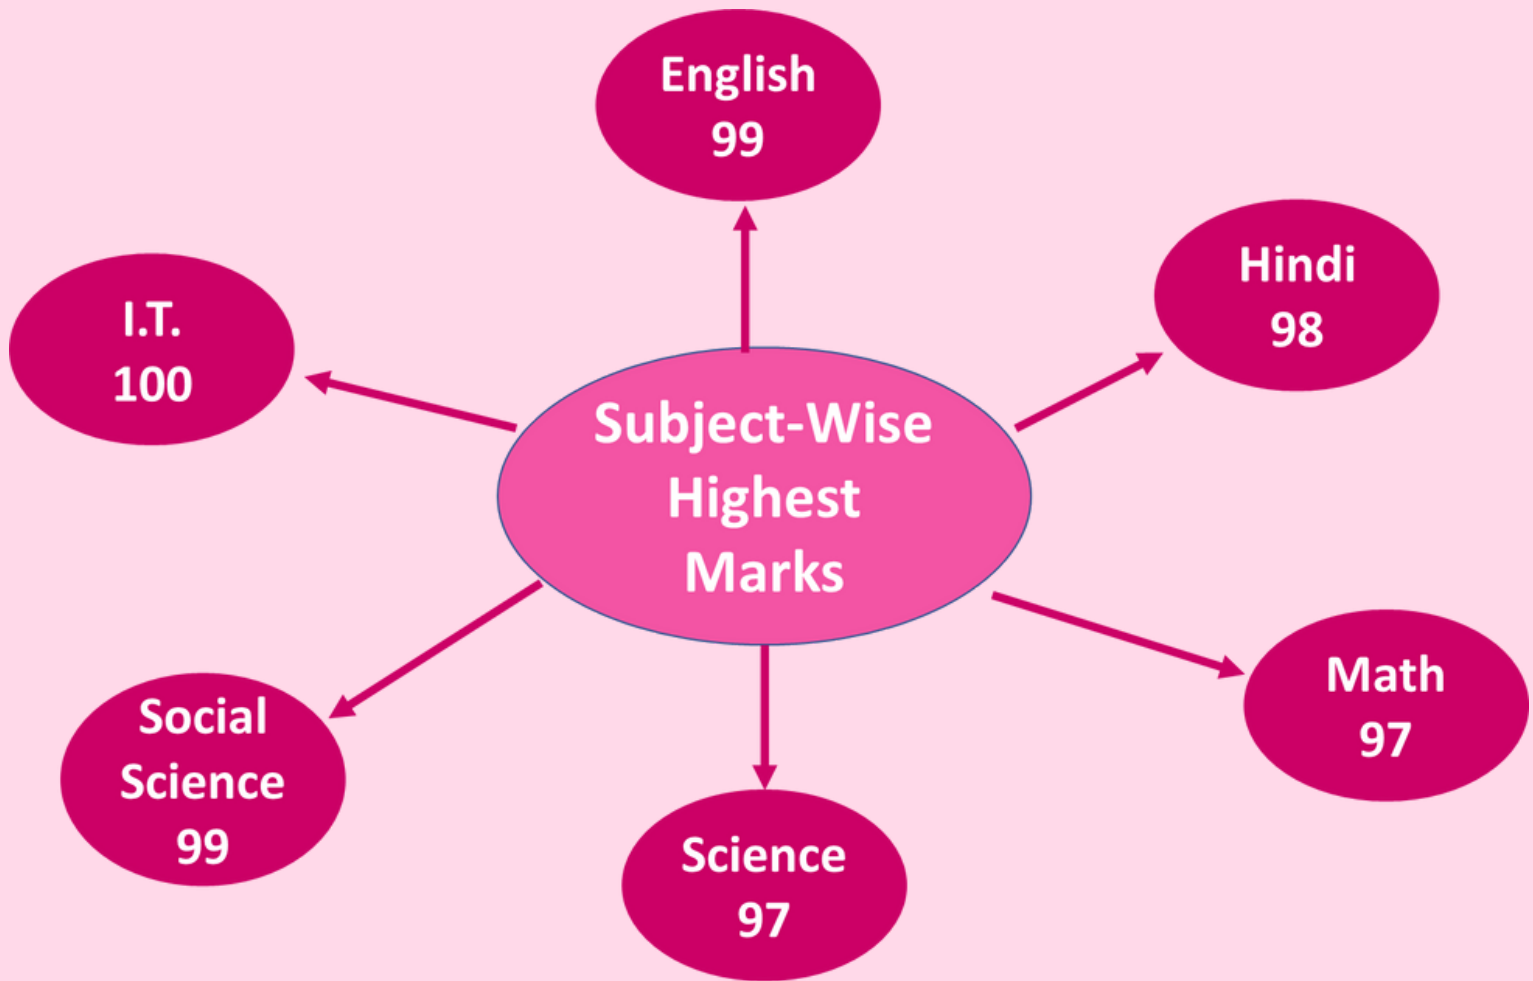 English
99
Hindi
98
I.T.
100
Subject-Wise
Highest
Marks
Math
97
Social
Science
99
Science
97